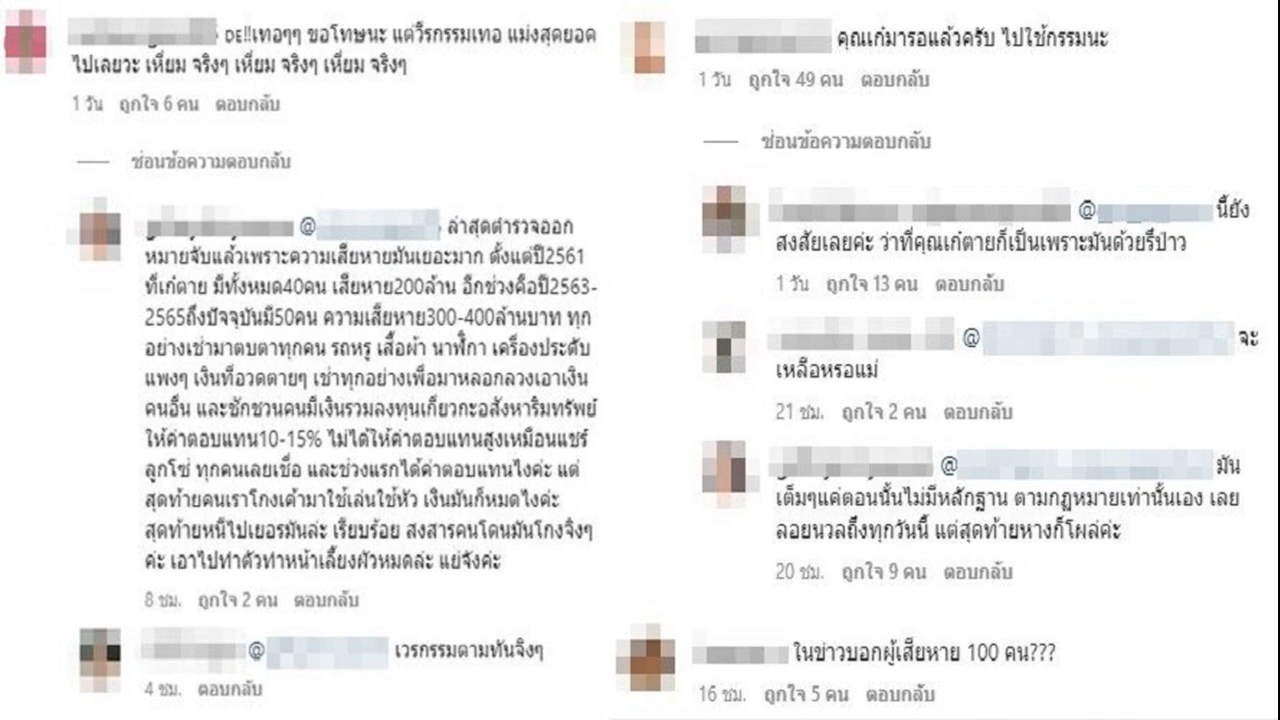 DE!!เทอๆๆ ขอโทษนะ แต่วีรกรรมเทอ แม่งสุดยอด
ไปเลยวะ เหี้ยม จริงๆ เหี้ยม จริงๆ เหี้ยม จริงๆ
1 วัน ถูกใจ 6 คน ตอบกลับ
ซ่อนข้อความตอบกลับ
@ ล่าสุดตำรวจออก
หมายจับแล้วเพราะความเสียหายมันเยอะมาก ตั้งแต่ปี2561
ที่เก๋ตาย มีทั้งหมด40คน เสียหาย200ล้าน อีกช่วงคือปี2563-
2565ถึงปัจจุบันมี50คน ความเสียหาย300-400ล้านบาท ทุก
อย่างเช่ามาตบตาทุกคน รถหรู เสื้อผ้า นาฬิกา เครื่องประดับ
แพงๆ เงินที่อวดตายๆ เช่าทุกอย่างเพื่อมาหลอกลวงเอาเงิน
คนอื่น และชักชวนคนมีเงินรวมลงทุนเกี่ยวกะอสังหาริมทรัพย์
ให้ค่าตอบแทน10-15% ไม่ได้ให้ค่าตอบแทนสูงเหมือนแชร์
ลูกโซ่ ทุกคนเลยเชื่อ และช่วงแรกได้ค่าตอบแทนไงค่ะ แต่
สุดท้ายคนเราโกงเค้ามาใช้เล่นใช้หัว เงินมันก็หมดไงค่ะ
สุดท้ายหนีไปเยอรมันล่ะ เรียบร้อย สงสารคนโดนมันโกงจิงๆ
ค่ะ เอาไปทำตัวทำหน้าเลี้ยงผัวหมดล่ะ แย่จังค่ะ
8 ชม. ถูกใจ 2 คน ตอบกลับ
@ เวรกรรมตามทันจิงๆ
4 ชม. ตอบกลับ
คุณเก๋มารอแล้วครับ ไปใช้กรรมนะ
1 วัน ถูกใจ 49 คน ตอบกลับ
ซ่อนข้อความตอบกลับ
@ นี้ยัง
สงสัยเลยค่ะ ว่าที่คุณเก๋ตายก็เป็นเพราะมันด้วยรึป่าว
1 วัน ถูกใจ 13 คน ตอบกลับ
@ จะ
เหลือหรอแม่
21 ชม. ถูกใจ 2 คน ตอบกลับ
@ มัน
เต็มๆแค่ตอนนั้นไม่มีหลักฐาน ตามกฎหมายเท่านั้นเอง เลย
ลอยนวลถึงทุกวันนี้ แต่สุดท้ายหางก็โผล่ค่ะ
20 ชม. ถูกใจ 9 คน ตอบกลับ
ในข่าวบอกผู้เสียหาย 100 คน???
16 ชม. ถูกใจ 5 คน ตอบกลับ